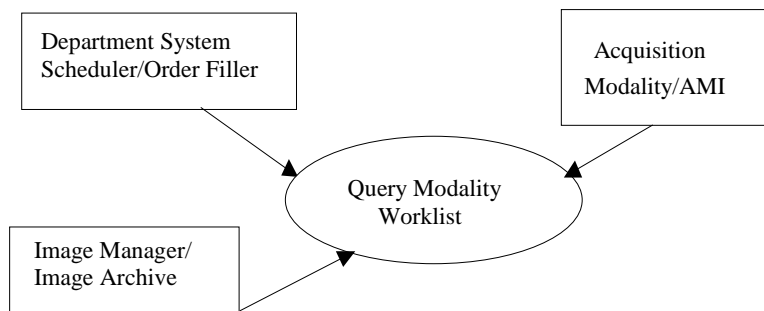 Department System
Scheduler/Order Filler
Acquisition
Modality/AMI
Query Modality
Worklist
Image Manager/
Image Archive